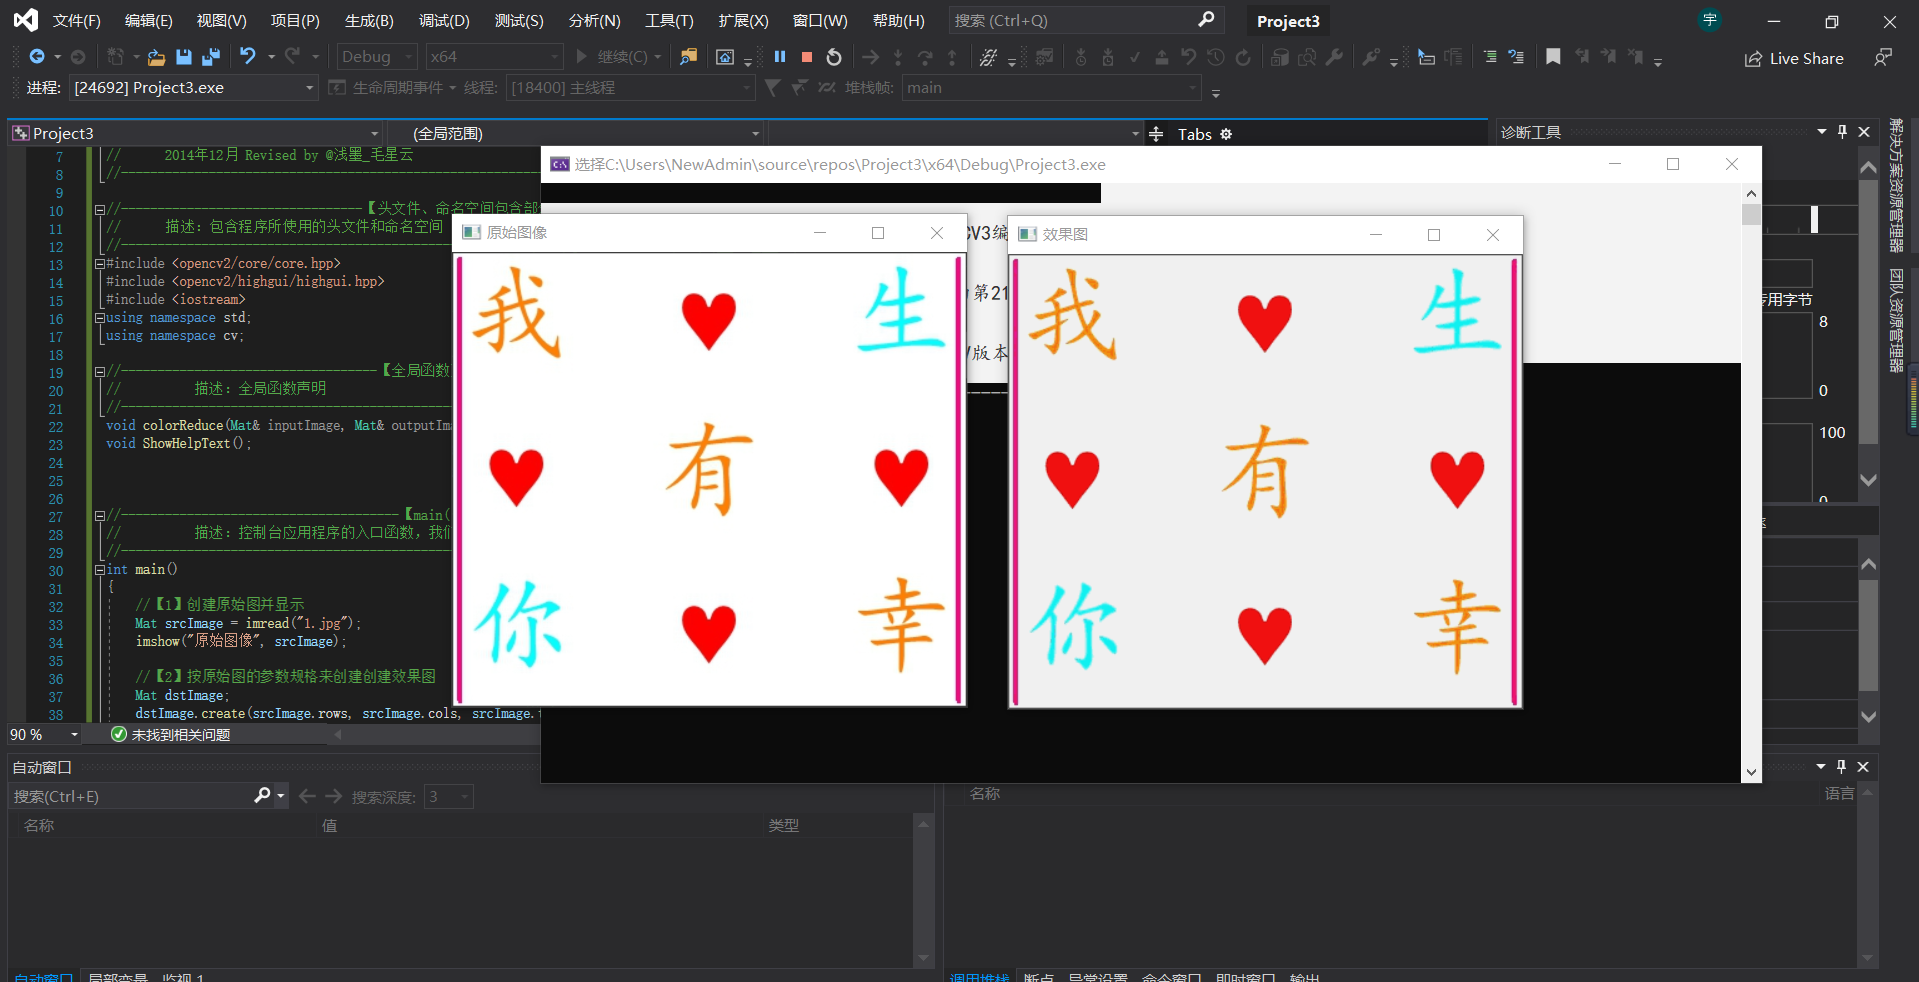 文件(F) 编辑(E) 视图(V) 项目(P) 生成(B) 调试(D) 测试(S) 分析(N) 工具(T) 扩展(X) 窗口(W) 帮助(H) 搜索 (Ctrl+Q) Project3 宇
Debug x64 继续(C) Live Share
进程: [24692] Project3.exe 生命周期事件 线程: [18400] 主线程 堆栈帧: main
Project3 (全局范围) Tabs
诊断工具
解决方案资源管理器
团队资源管理器
7 // 2014年12月 Revised by @浅墨_毛星云
8 //----------------------------------------------------------
9
10 //---------------------------------【头文件、命名空间包含部
11 // 描述：包含程序所使用的头文件和命名空间
12 //----------------------------------------------
13 #include <opencv2/core/core.hpp>
14 #include <opencv2/highgui/highgui.hpp>
15 #include <iostream>
16 using namespace std;
17 using namespace cv;
18
19 //-----------------------------------【全局函数
20 // 描述：全局函数声明
21 //----------------------------------------------
22 void colorReduce(Mat& inputImage, Mat& outputIm
23 void ShowHelpText();
24
25
26
27 //--------------------------------------【main(
28 // 描述：控制台应用程序的入口函数，我们
29 //----------------------------------------------
30 int main()
31 {
32 //【1】创建原始图并显示
33 Mat srcImage = imread("1.jpg");
34 imshow("原始图像", srcImage);
35
36 //【2】按原始图的参数规格来创建创建效果图
37 Mat dstImage;
38 dstImage.create(srcImage.rows, srcImage.cols, srcImage.
90 % 未找到相关问题
选择C:\Users\NewAdmin\source\repos\Project3\x64\Debug\Project3.exe
CV3编
第21
版本
原始图像
我 ♥ 生
♥ 有 ♥
你 ♥ 幸
效果图
我 ♥ 生
♥ 有 ♥
你 ♥ 幸
专用字节
8
0
100
0
自动窗口
搜索(Ctrl+E) 搜索深度: 3
名称 值 类型
自动窗口 局部变量 监视 1
名称 语言
调用堆栈 断点 异常设置 命令窗口 即时窗口 输出